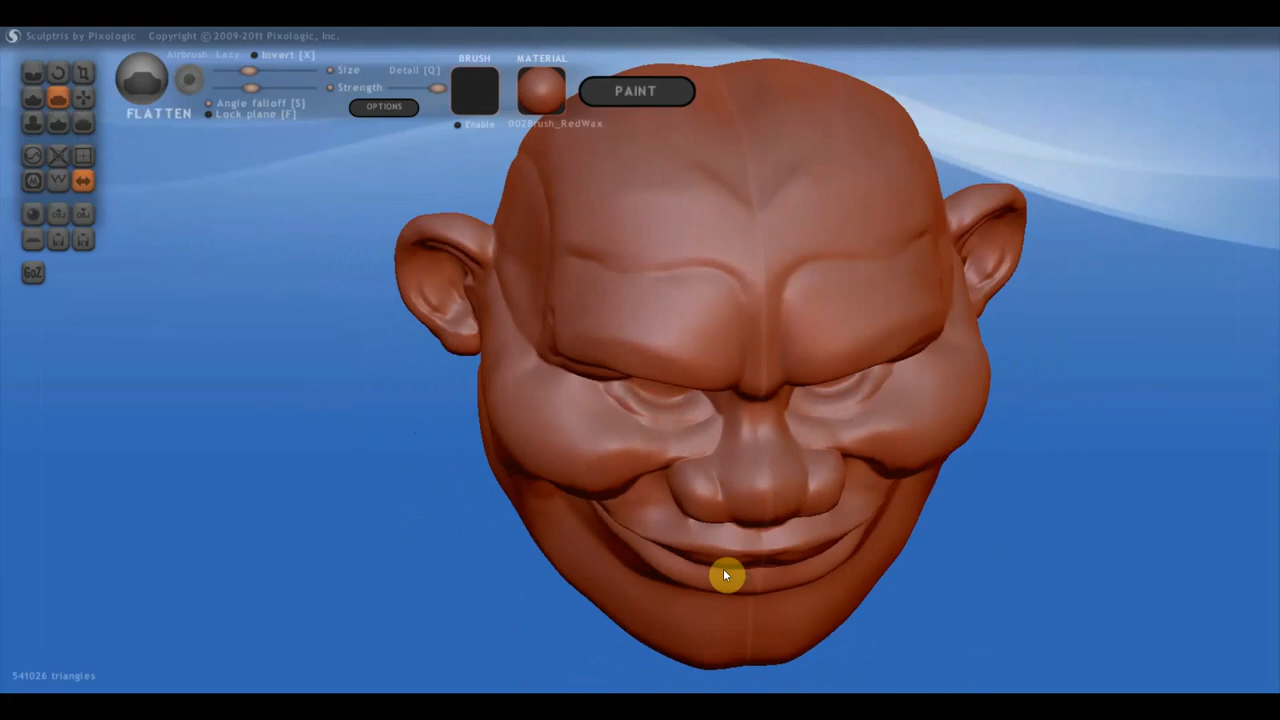 Sculptris by Pixologic Copyright © 2009-2011 Pixologic, Inc.
Airbrush Lazy Invert [X]
BRUSH MATERIAL
Size Detail [Q]
Strength
PAINT
Angle falloff [S]
OPTIONS
FLATTEN
Lock plane [F]
Enable 00ZBrush_RedWax
GoZ
541026 triangles